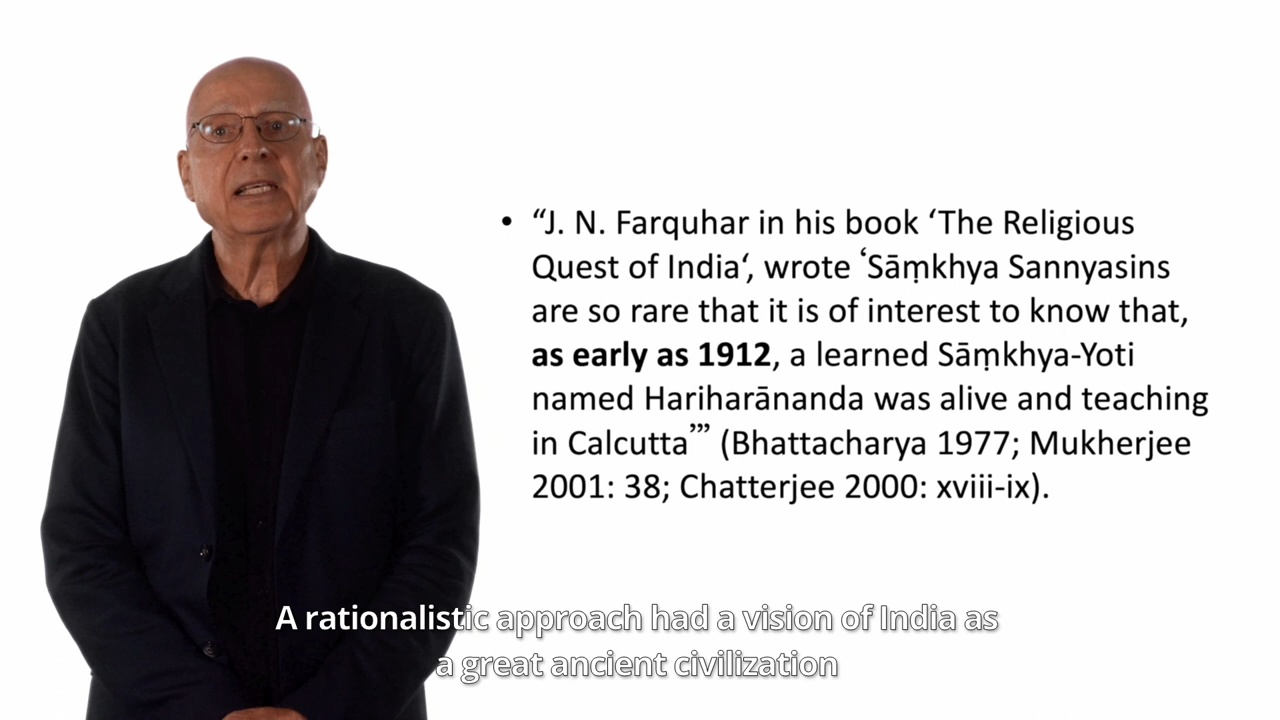 • “J. N. Farquhar in his book ‘The Religious
Quest of India‘, wrote ‘Sāṃkhya Sannyasins
are so rare that it is of interest to know that,
as early as 1912, a learned Sāṃkhya-Yoti
named Hariharānanda was alive and teaching
in Calcutta’” (Bhattacharya 1977; Mukherjee
2001: 38; Chatterjee 2000: xviii-ix).
A rationalistic approach had a vision of India as
a great ancient civilization